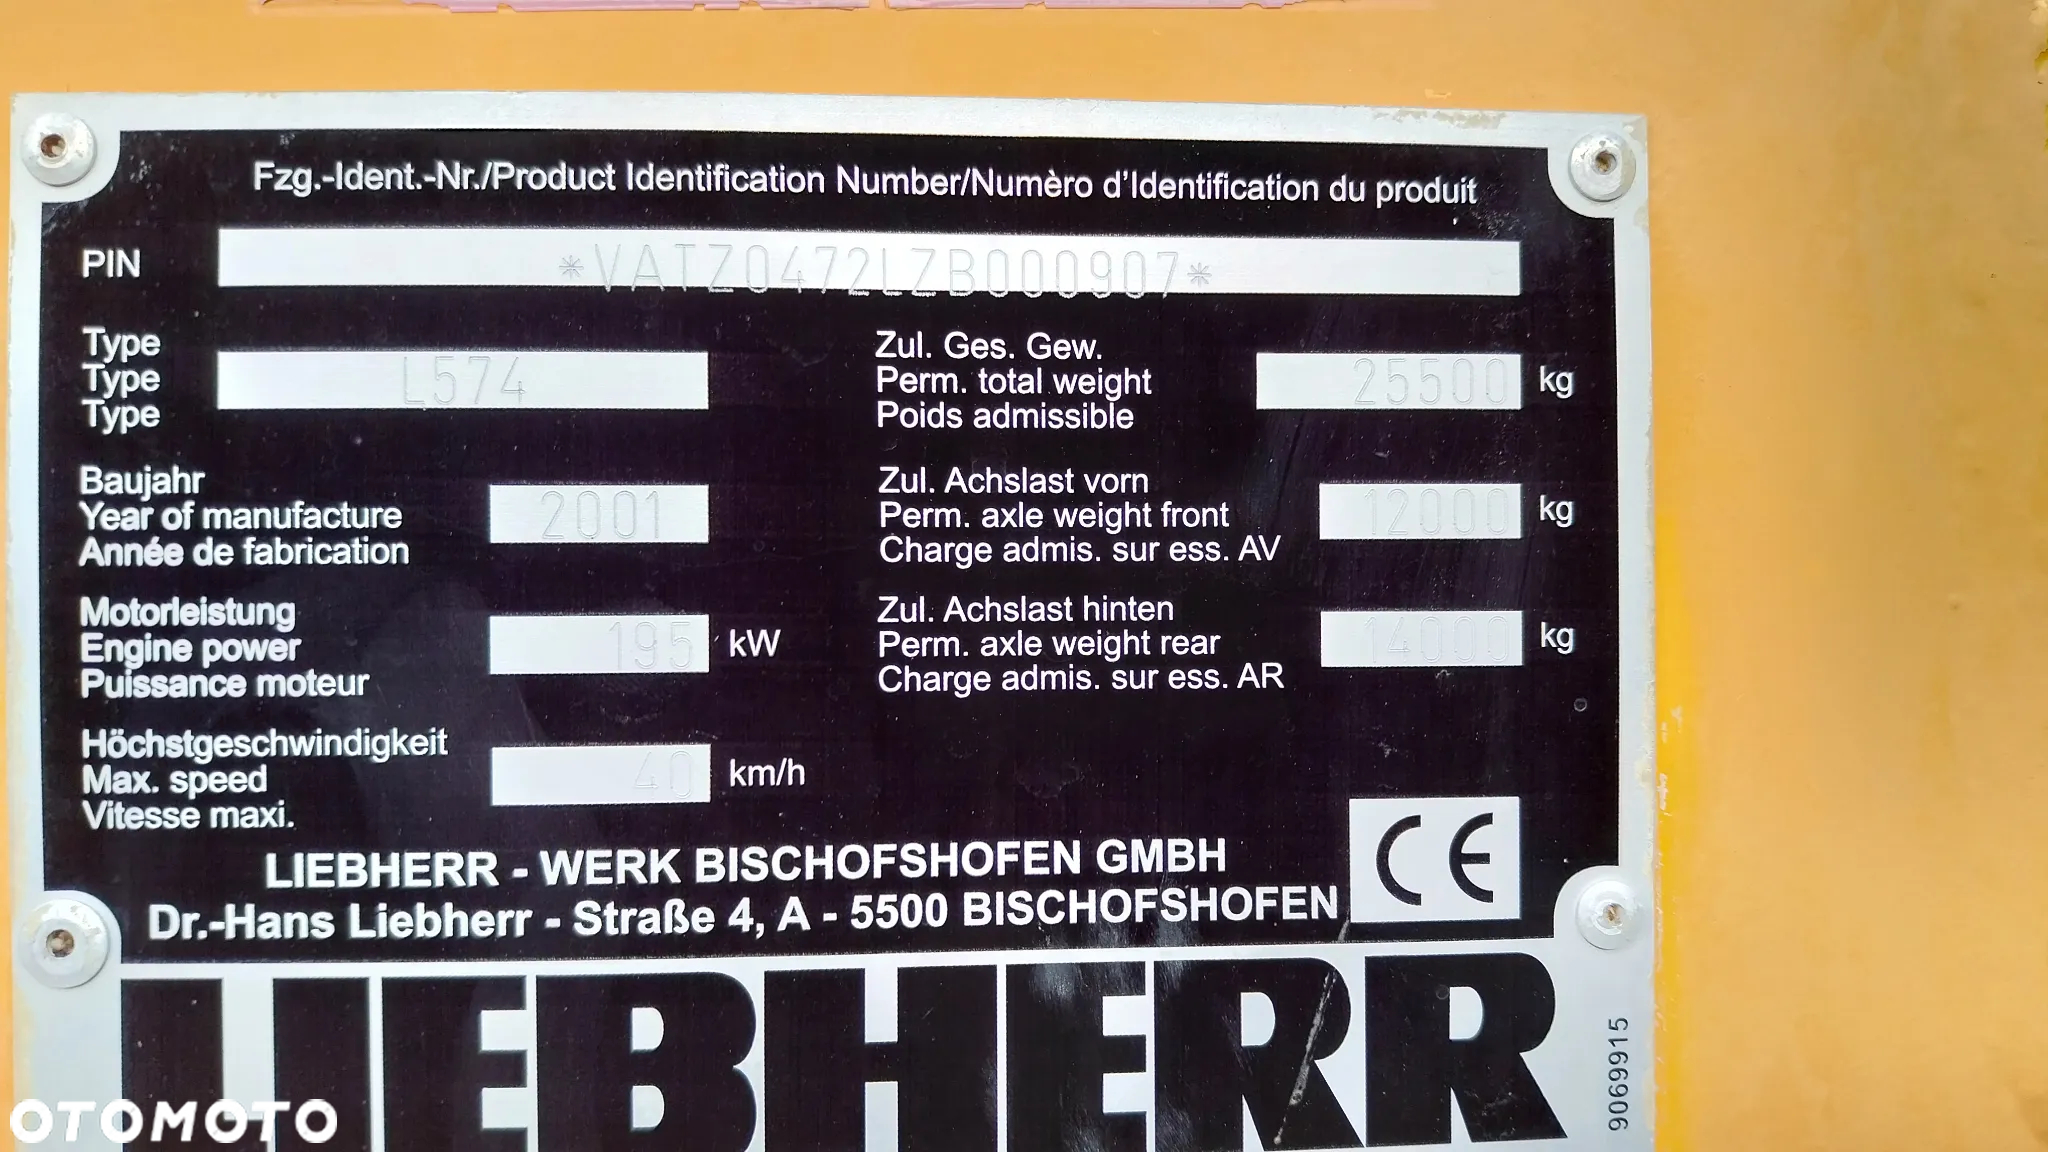 Fzg.-Ident.-Nr./Product Identification Number/Numèro d'Identification du produit
PIN *VATZ0472LZB000907*
Type
Type L574
Type
Zul. Ges. Gew.
Perm. total weight 25500 kg
Poids admissible
Baujahr
Year of manufacture 2001
Année de fabrication
Zul. Achslast vorn
Perm. axle weight front 12000 kg
Charge admis. sur ess. AV
Motorleistung
Engine power 195 kW
Puissance moteur
Zul. Achslast hinten
Perm. axle weight rear 14000 kg
Charge admis. sur ess. AR
Höchstgeschwindigkeit
Max. speed 40 km/h
Vitesse maxi.
CE
LIEBHERR - WERK BISCHOFSHOFEN GMBH
Dr.-Hans Liebherr - Straße 4, A - 5500 BISCHOFSHOFEN
LIEBHERR
9069915
OTOMOTO